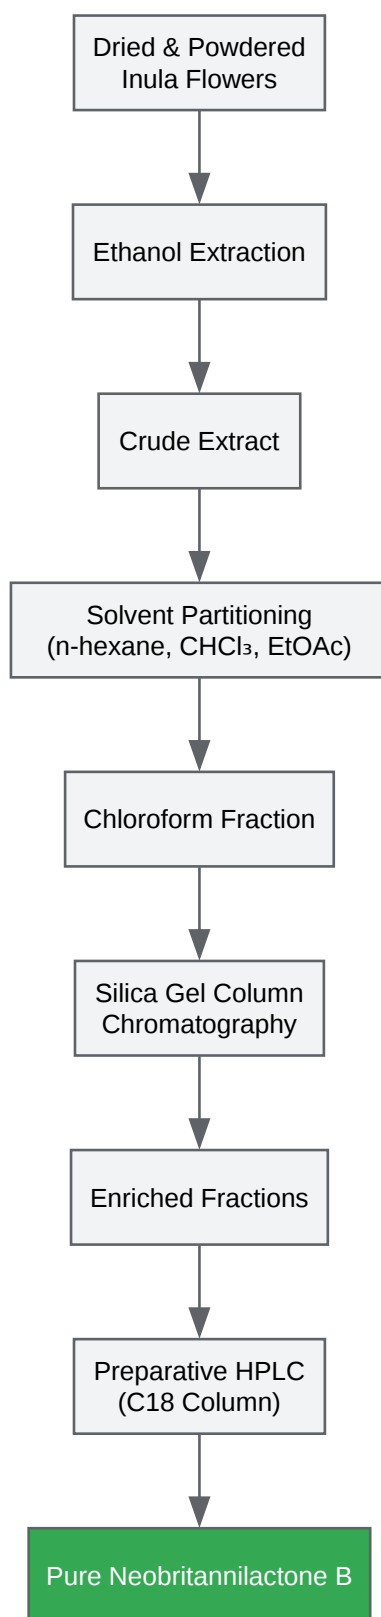 Dried & Powdered
Inula Flowers
Ethanol Extraction
Crude Extract
Solvent Partitioning
(n-hexane, CHCl₃, EtOAc)
Chloroform Fraction
Silica Gel Column
Chromatography
Enriched Fractions
Preparative HPLC
(C18 Column)
Pure Neobritannilactone B